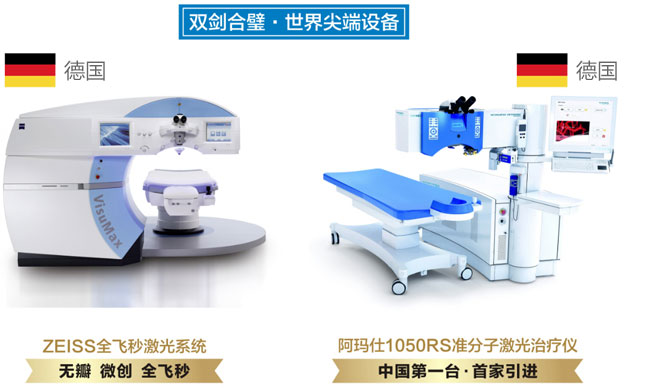 双剑合璧·世界尖端设备
德国
德国
ZEISS
VisuMax
ZEISS全飞秒激光系统
无瓣 微创 全飞秒
阿玛仕1050RS准分子激光治疗仪
中国第一台·首家引进